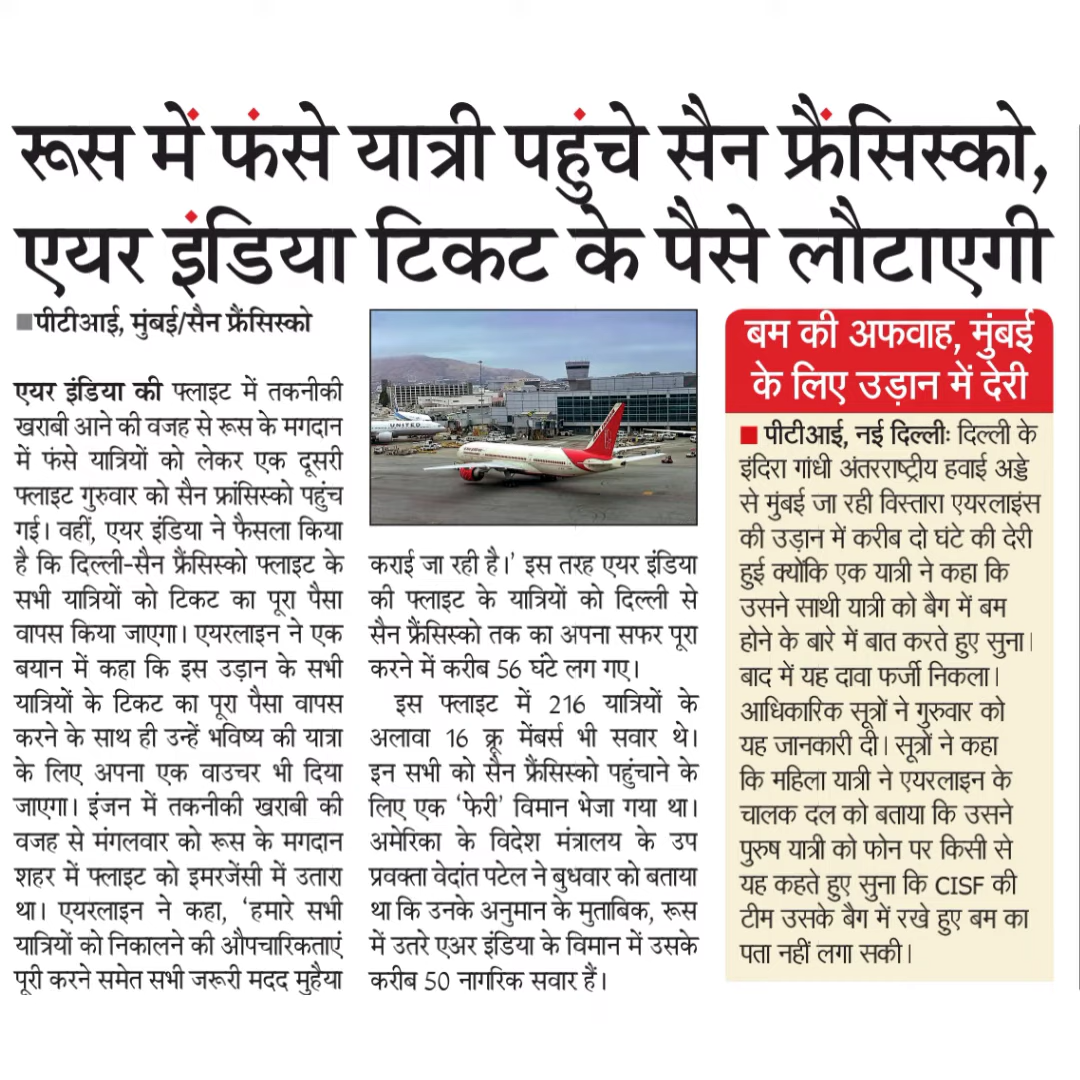 रूस में फंसे यात्री पहुंचे सैन फ्रैंसिस्को,
एयर इंडिया टिकट के पैसे लौटाएगी
■पीटीआई, मुंबई/सैन फ्रैंसिस्को
एयर इंडिया की फ्लाइट में तकनीकी
खराबी आने की वजह से रूस के मगदान
में फंसे यात्रियों को लेकर एक दूसरी
फ्लाइट गुरुवार को सैन फ्रांसिस्को पहुंच
गई। वहीं, एयर इंडिया ने फैसला किया
है कि दिल्ली-सैन फ्रैंसिस्को फ्लाइट के
सभी यात्रियों को टिकट का पूरा पैसा
वापस किया जाएगा। एयरलाइन ने एक
बयान में कहा कि इस उड़ान के सभी
यात्रियों के टिकट का पूरा पैसा वापस
करने के साथ ही उन्हें भविष्य की यात्रा
के लिए अपना एक वाउचर भी दिया
जाएगा। इंजन में तकनीकी खराबी की
वजह से मंगलवार को रूस के मगदान
शहर में फ्लाइट को इमरजेंसी में उतारा
था। एयरलाइन ने कहा, ‘हमारे सभी
यात्रियों को निकालने की औपचारिकताएं
पूरी करने समेत सभी जरूरी मदद मुहैया
UNITED
कराई जा रही है।’ इस तरह एयर इंडिया
की फ्लाइट के यात्रियों को दिल्ली से
सैन फ्रैंसिस्को तक का अपना सफर पूरा
करने में करीब 56 घंटे लग गए।
इस फ्लाइट में 216 यात्रियों के
अलावा 16 क्रू मेंबर्स भी सवार थे।
इन सभी को सैन फ्रैंसिस्को पहुंचाने के
लिए एक ‘फेरी’ विमान भेजा गया था।
अमेरिका के विदेश मंत्रालय के उप
प्रवक्ता वेदांत पटेल ने बुधवार को बताया
था कि उनके अनुमान के मुताबिक, रूस
में उतरे एअर इंडिया के विमान में उसके
करीब 50 नागरिक सवार हैं।
बम की अफवाह, मुंबई
के लिए उड़ान में देरी
■ पीटीआई, नई दिल्लीः दिल्ली के
इंदिरा गांधी अंतरराष्ट्रीय हवाई अड्डे
से मुंबई जा रही विस्तारा एयरलाइंस
की उड़ान में करीब दो घंटे की देरी
हुई क्योंकि एक यात्री ने कहा कि
उसने साथी यात्री को बैग में बम
होने के बारे में बात करते हुए सुना।
बाद में यह दावा फर्जी निकला।
आधिकारिक सूत्रों ने गुरुवार को
यह जानकारी दी। सूत्रों ने कहा
कि महिला यात्री ने एयरलाइन के
चालक दल को बताया कि उसने
पुरुष यात्री को फोन पर किसी से
यह कहते हुए सुना कि CISF की
टीम उसके बैग में रखे हुए बम का
पता नहीं लगा सकी।